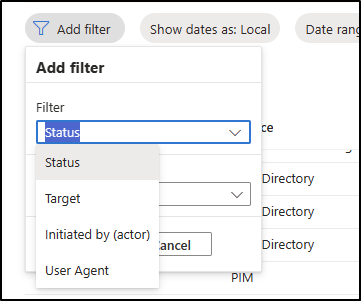 Add filter
Show dates as: Local
Date rang
Add filter
Filter
Status
ce
Status
Directory
Target
Directory
Initiated by (actor)
ancel
Directory
User Agent
PIM